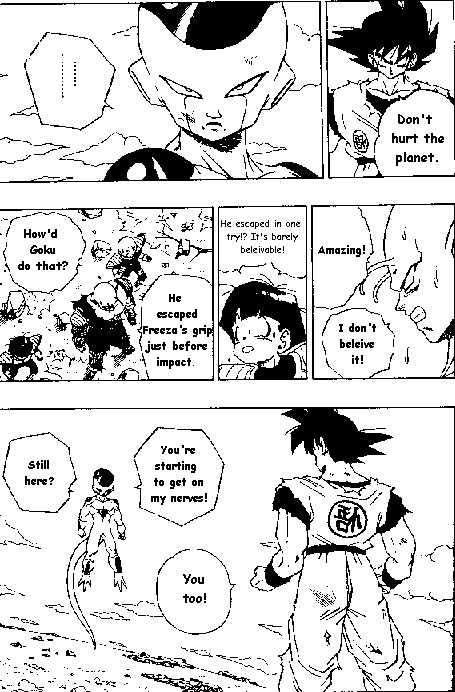 Don't
hurt the
planet.
........
Amazing!
I don't
beleive
it!
He escaped in one
try!? It's barely
beleivable!
He
escaped
Freeza's grip
just before
impact.
How'd
Goku
do that?
You're
starting
to get on
my nerves!
Still
here?
You
too!